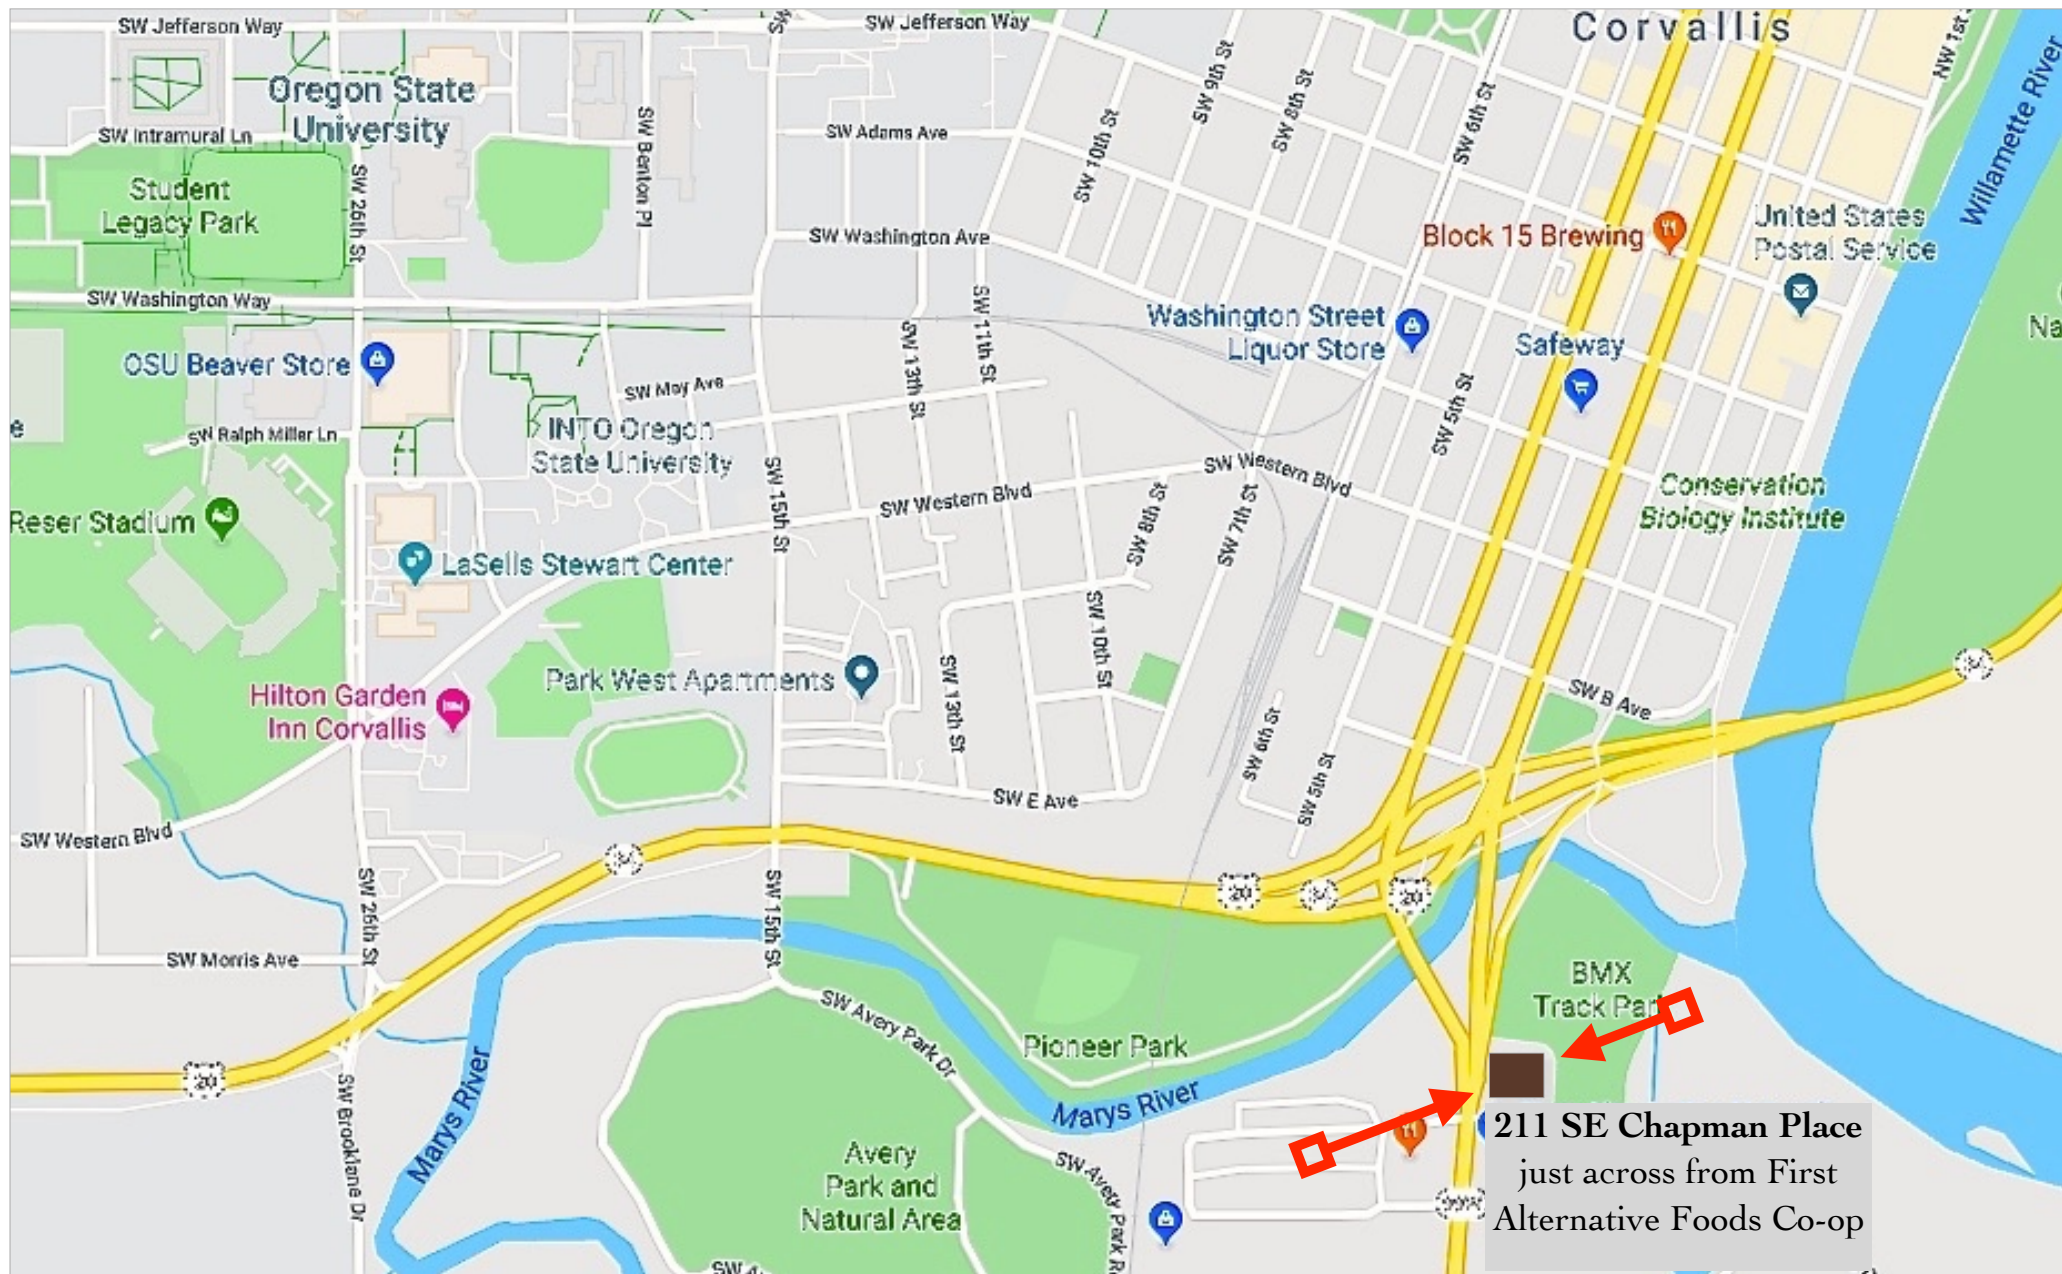 SW Jefferson Way
SW Jefferson Way
Corvallis
NW 1st
Willamette River
Oregon State
University
SW Intramural Ln
SW Benton Pl
SW Adams Ave
SW 10th St
SW 9th St
SW 8th St
SW 6th St
Student
Legacy Park
SW 26th St
SW Washington Ave
Block 15 Brewing
United States
Postal Service
SW Washington Way
SW 11th St
SW 13th St
Washington Street
Liquor Store
Safeway
Na
OSU Beaver Store
SW May Ave
SW 5th St
e
SW Ralph Miller Ln
INTO Oregon
State University
SW 15th St
SW Western Blvd
SW Western Blvd
SW 8th St
SW 7th St
Conservation
Biology Institute
Reser Stadium
LaSells Stewart Center
SW 10th St
34
Hilton Garden
Inn Corvallis
Park West Apartments
SW 13th St
SW B Ave
SW 6th St
SW 5th St
SW E Ave
SW Western Blvd
34
SW 26th St
SW 15th St
20
34
20
SW Morris Ave
BMX
Track Park
SW Avery Park Dr
Pioneer Park
20
SW Brooklane Dr
Marys River
Marys River
Avery
Park and
Natural Area
SW Avery Park R
SW A
211 SE Chapman Place
just across from First
Alternative Foods Co-op